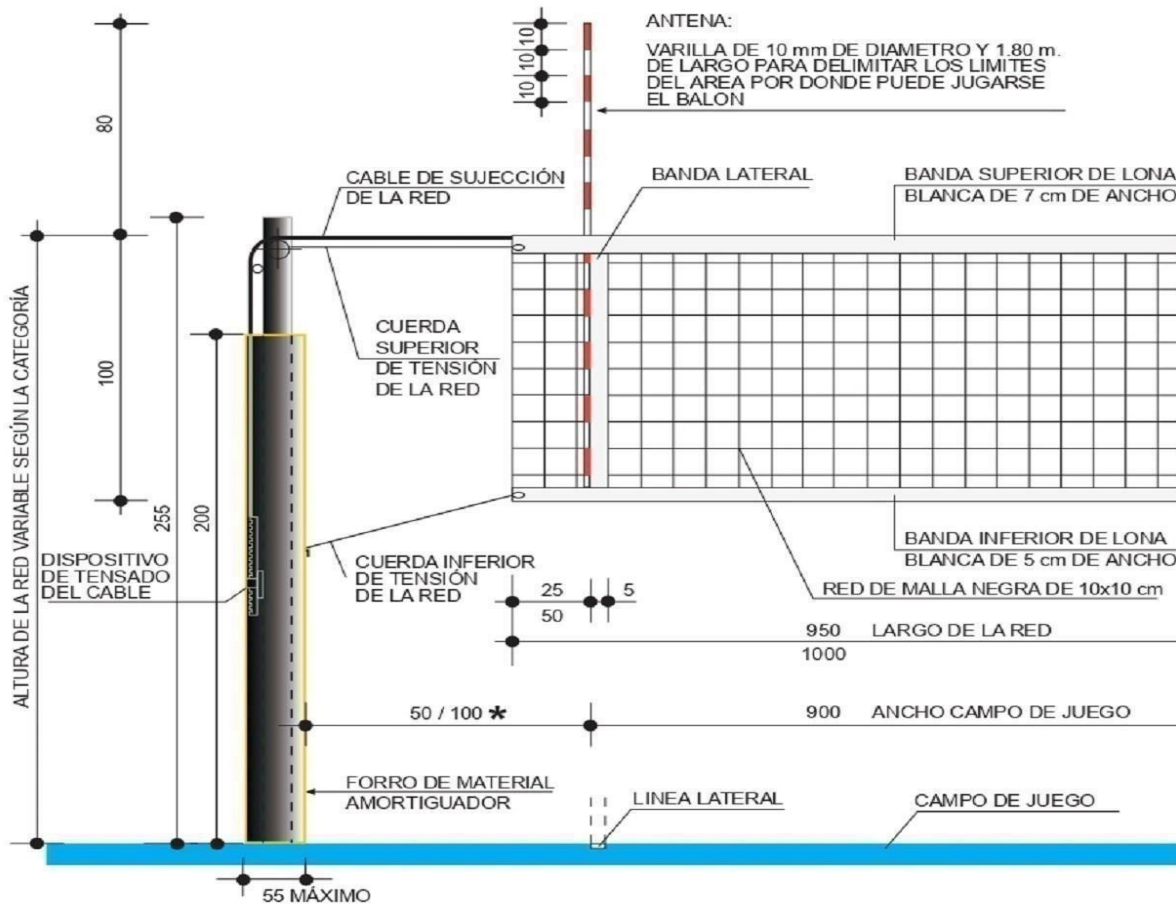 ANTENA:
VARILLA DE 10 mm DE DIAMETRO Y 1.80 m.
DE LARGO PARA DELIMITAR LOS LIMITES
DEL AREA POR DONDE PUEDE JUGARSE
EL BALON
10
10
10
80
CABLE DE SUJECCIÓN
DE LA RED
BANDA LATERAL
BANDA SUPERIOR DE LONA
BLANCA DE 7 cm DE ANCHO
ALTURA DE LA RED VARIABLE SEGÚN LA CATEGORÍA
100
255
200
CUERDA
SUPERIOR
DE TENSIÓN
DE LA RED
DISPOSITIVO
DE TENSADO
DEL CABLE
CUERDA INFERIOR
DE TENSIÓN
DE LA RED
BANDA INFERIOR DE LONA
BLANCA DE 5 cm DE ANCHO
RED DE MALLA NEGRA DE 10x10 cm
25
50
5
950 LARGO DE LA RED
1000
50 / 100 *
900 ANCHO CAMPO DE JUEGO
FORRO DE MATERIAL
AMORTIGUADOR
LINEA LATERAL
CAMPO DE JUEGO
55 MÁXIMO